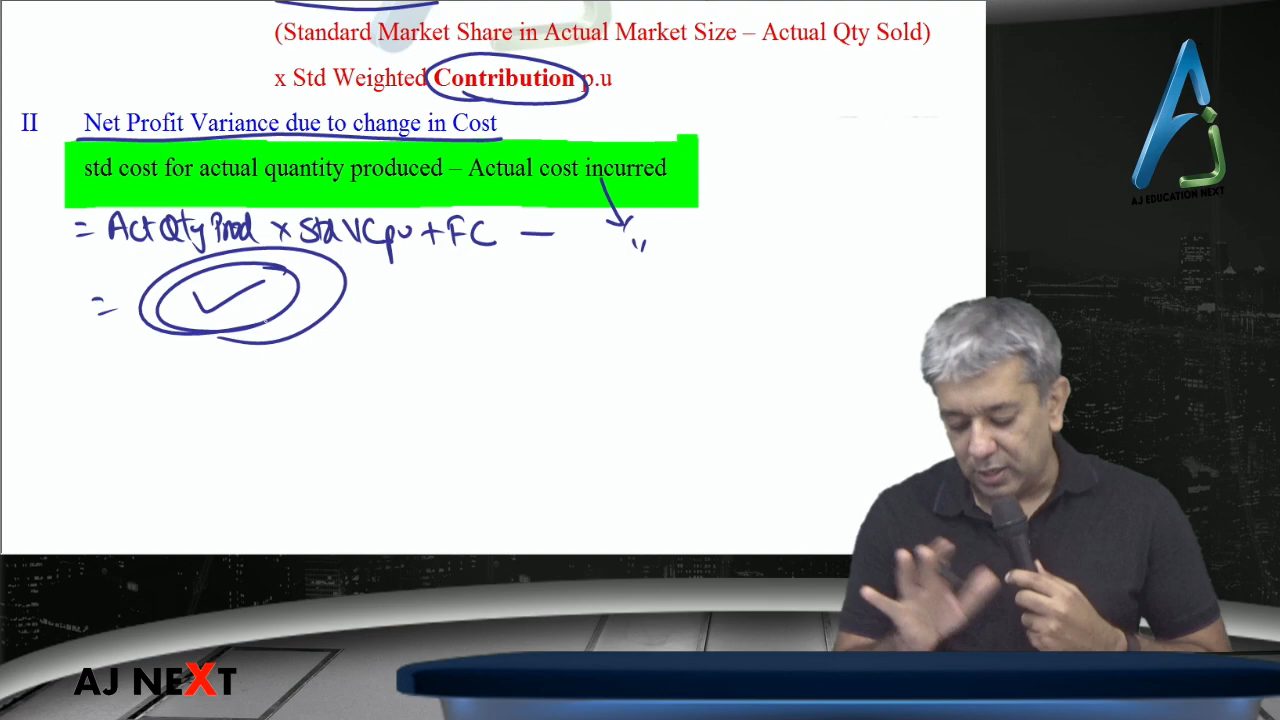 (Standard Market Share in Actual Market Size – Actual Qty Sold)
x Std Weighted Contribution p.u
II Net Profit Variance due to change in Cost
std cost for actual quantity produced – Actual cost incurred
= Act Qty Prod x Std VC pu + FC — "
=
AJ EDUCATION NEXT
AJ NEXT